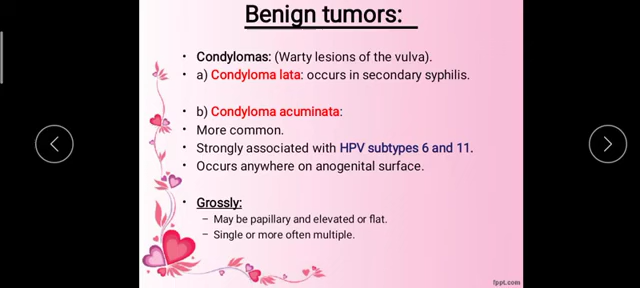 Benign tumors:
• Condylomas: (Warty lesions of the vulva).
• a) Condyloma lata: occurs in secondary syphilis.
b) Condyloma acuminata:
• More common.
• Strongly associated with HPV subtypes 6 and 11.
• Occurs anywhere on anogenital surface.
• Grossly:
– May be papillary and elevated or flat.
– Single or more often multiple.
fppt.com